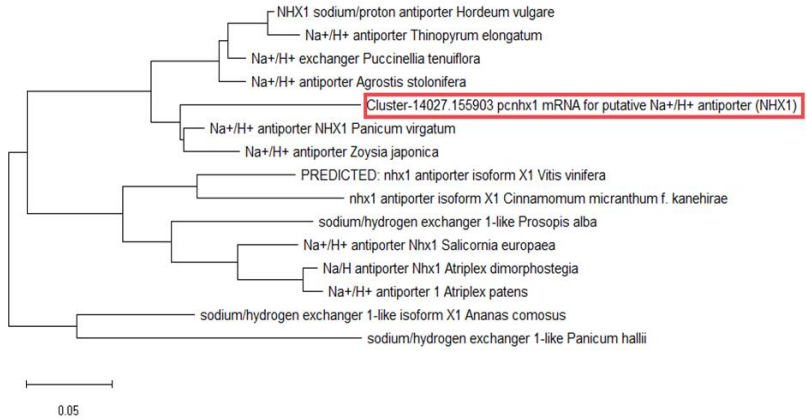 NHX1 sodium/proton antiporter Hordeum vulgare
Na+/H+ antiporter Thinopyrum elongatum
Na+/H+ exchanger Puccinellia tenuiflora
Na+/H+ antiporter Agrostis stolonifera
Cluster-14027.155903 pcnhx1 mRNA for putative Na+/H+ antiporter (NHX1)
Na+/H+ antiporter NHX1 Panicum virgatum
Na+/H+ antiporter Zoysia japonica
PREDICTED: nhx1 antiporter isoform X1 Vitis vinifera
nhx1 antiporter isoform X1 Cinnamomum micranthum f. kanehirae
sodium/hydrogen exchanger 1-like Prosopis alba
Na+/H+ antiporter Nhx1 Salicornia europaea
Na/H antiporter Nhx1 Atriplex dimorphostegia
Na+/H+ antiporter 1 Atriplex patens
sodium/hydrogen exchanger 1-like isoform X1 Ananas comosus
sodium/hydrogen exchanger 1-like Panicum hallii
0.05